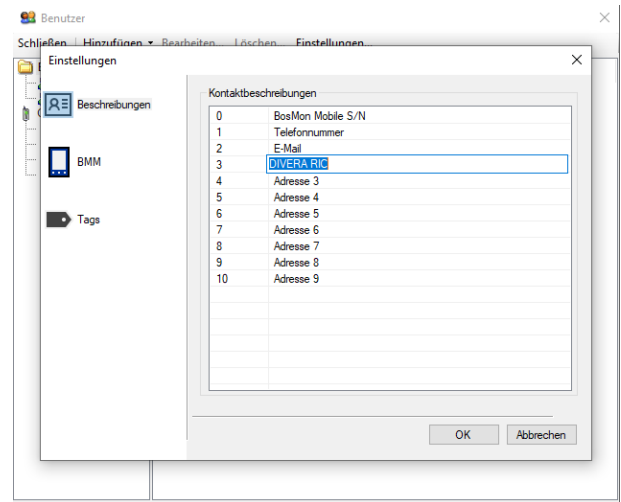 Benutzer
Schließen Hinzufügen Bearbeiten Löschen Einstellungen...
Einstellungen
Beschreibungen
BMM
Tags
Kontaktbeschreibungen
0 BosMon Mobile S/N
1 Telefonnummer
2 E-Mail
3 DIVERA RIC
4 Adresse 3
5 Adresse 4
6 Adresse 5
7 Adresse 6
8 Adresse 7
9 Adresse 8
10 Adresse 9
OK Abbrechen